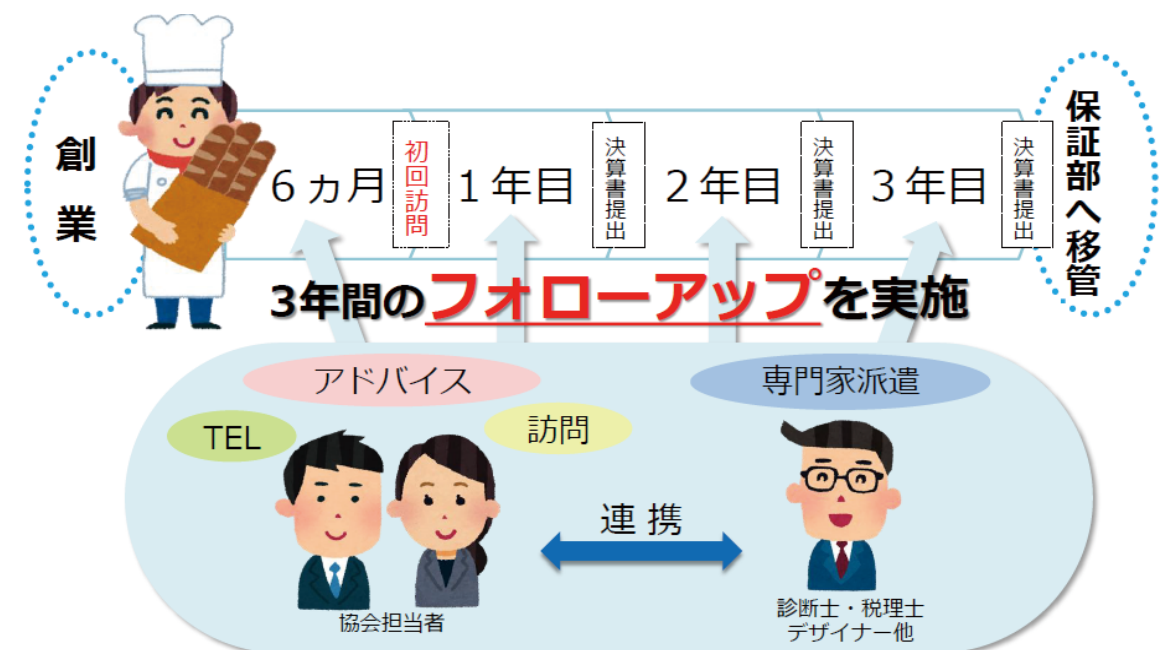 創業
６ヵ月
初回訪問
１年目
決算書提出
２年目
決算書提出
３年目
決算書提出
保証部へ移管
3年間のフォローアップを実施
アドバイス
専門家派遣
TEL
訪問
連携
協会担当者
診断士・税理士
デザイナー他